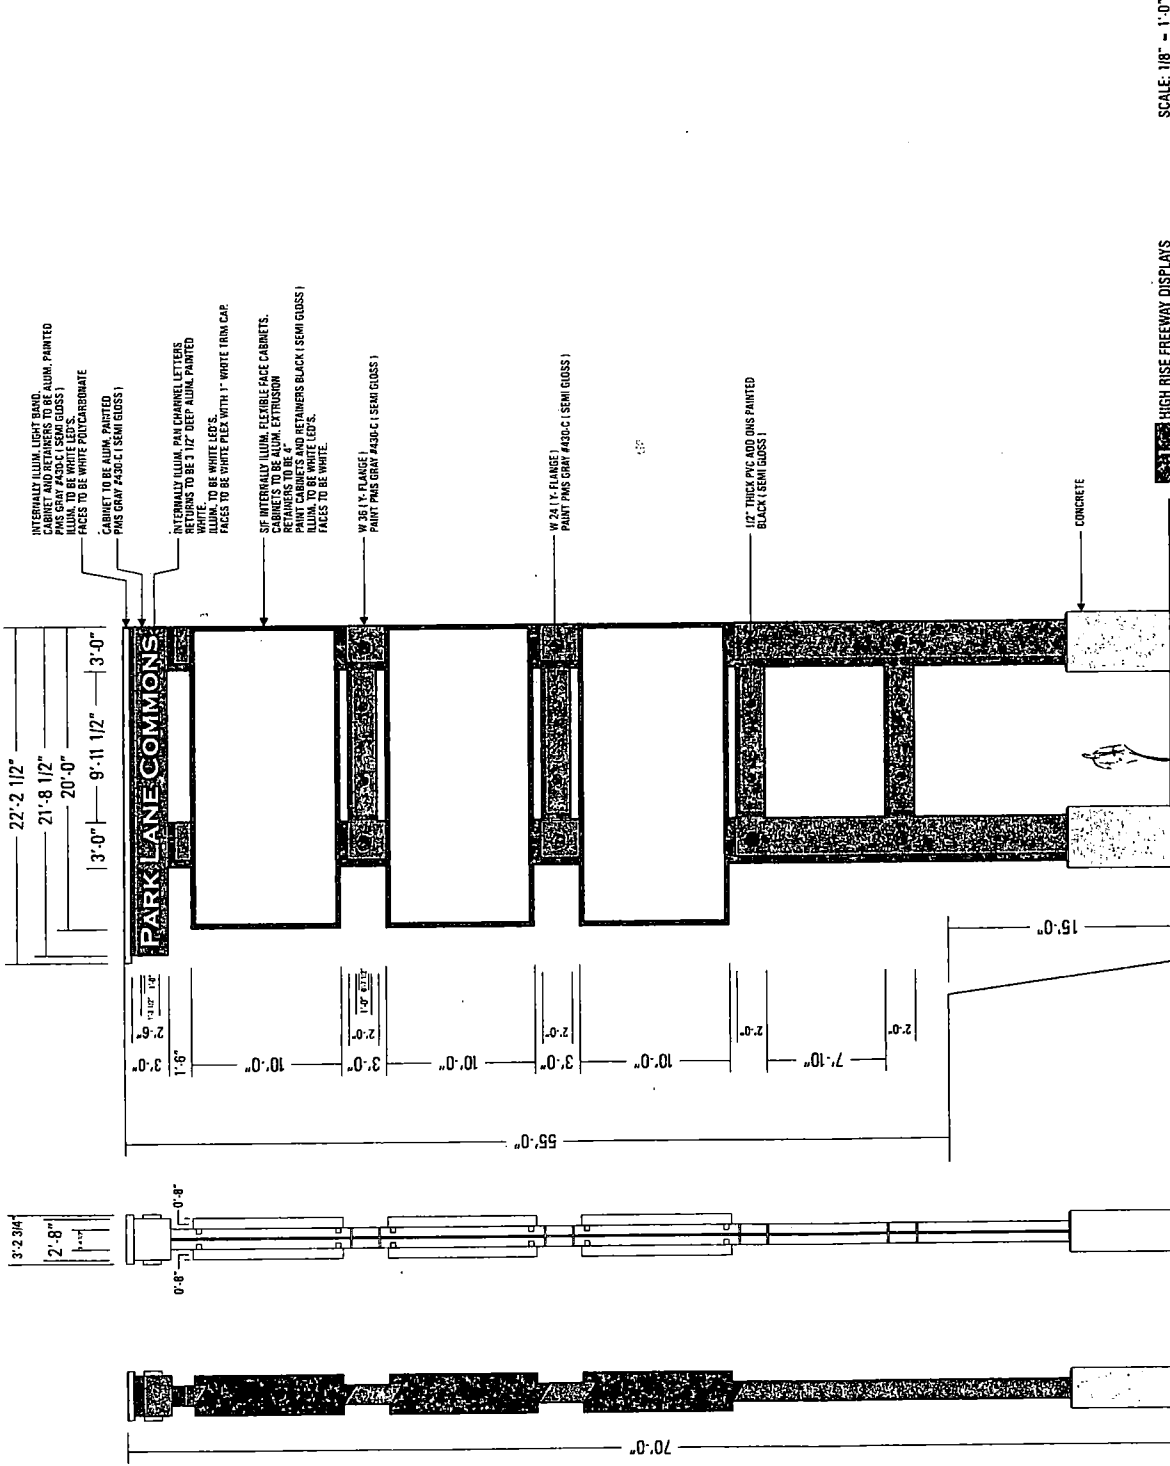 22'-2 1/2"
21'-8 1/2"
20'-0"
3'-0"
9'-11 1/2"
3'-0"
INTERNALLY ILLUM. LIGHT BAND.
CABINET AND RETAINERS TO BE ALUM. PAINTED
PMS GRAY #430-C ( SEMI GLOSS )
ILLUM. TO BE WHITE LED'S.
FACES TO BE WHITE POLYCARBONATE
CABINET TO BE ALUM. PAINTED
PMS GRAY #430-C ( SEMI GLOSS )
INTERNALLY ILLUM. PAN CHANNEL LETTERS
RETURNS TO BE 3 1/2" DEEP ALUM. PAINTED
WHITE.
ILLUM. TO BE WHITE LED'S.
FACES TO BE WHITE PLEX WITH 1" WHITE TRIM CAP.
S/F INTERNALLY ILLUM. FLEXIBLE FACE CABINETS.
CABINETS TO BE ALUM. EXTRUSION
RETAINERS TO BE 4"
PAINT CABINETS AND RETAINERS BLACK ( SEMI GLOSS )
ILLUM. TO BE WHITE LED'S.
FACES TO BE WHITE.
W 36 ( Y-FLANGE )
PAINT PMS GRAY #430-C ( SEMI GLOSS )
W 24 ( Y-FLANGE )
PAINT PMS GRAY #430-C ( SEMI GLOSS )
1/2" THICK PVC ADD ONS PAINTED
BLACK ( SEMI GLOSS )
CONCRETE
PARK LANE COMMONS
2'-6"
3'-0"
1'-6"
10'-0"
1'-0"
2'-0"
3'-0"
10'-0"
2'-0"
3'-0"
10'-0"
2'-0"
7'-10"
2'-0"
15'-0"
55'-0"
3'-2 3/4"
2'-8"
0'-8"
0'-8"
70'-0"
HIGH RISE FREEWAY DISPLAYS
SCALE: 1/8" = 1'-0"